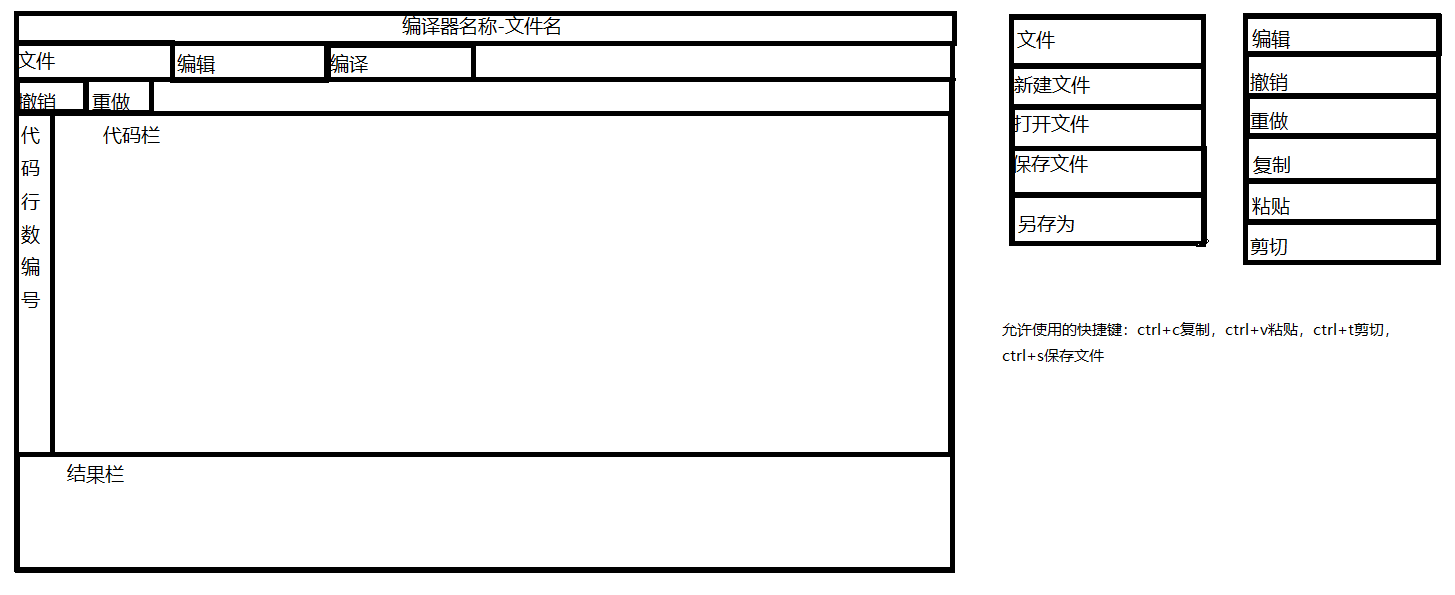 编译器名称-文件名
文件
编辑
编译
撤销
重做
代
码
行
数
编
号
代码栏
结果栏
文件
新建文件
打开文件
保存文件
另存为
编辑
撤销
重做
复制
粘贴
剪切
允许使用的快捷键：ctrl+c复制，ctrl+v粘贴，ctrl+t剪切，
ctrl+s保存文件